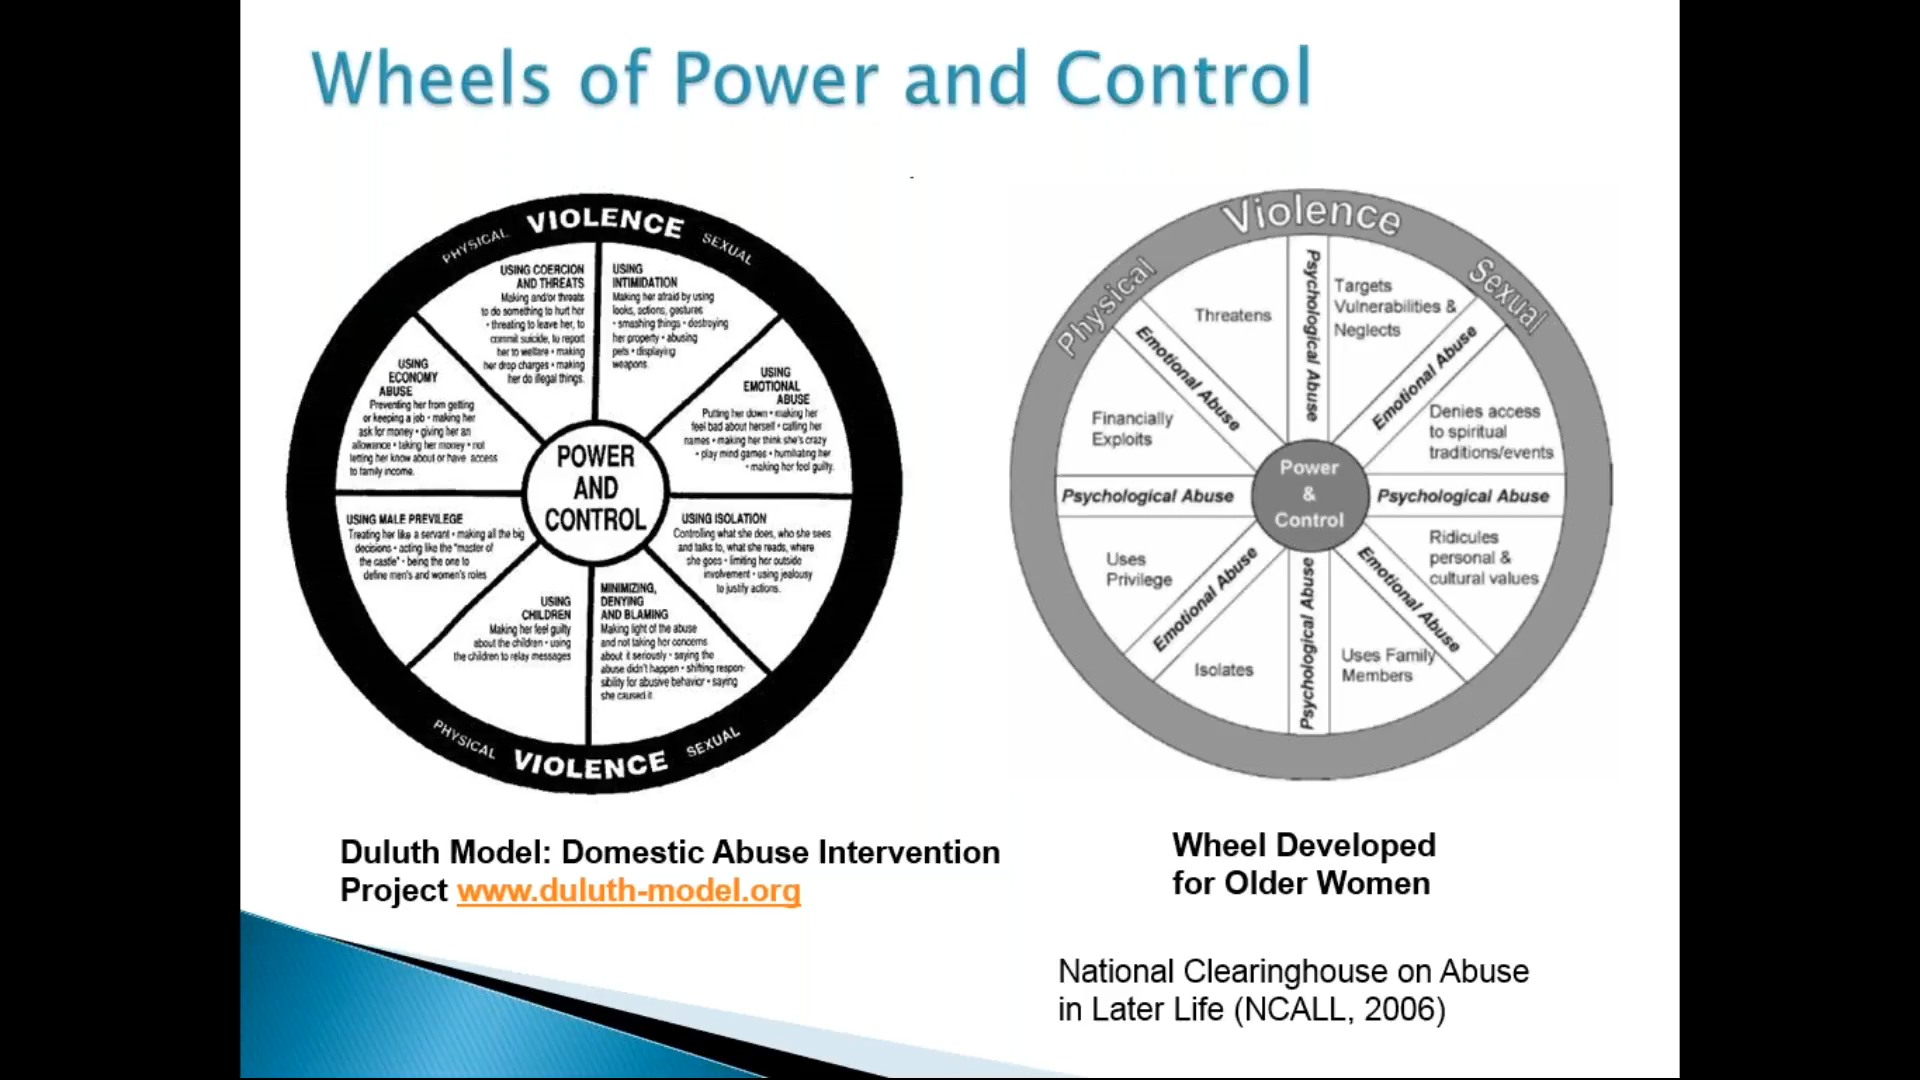 Wheels of Power and Control
VIOLENCE
PHYSICAL
SEXUAL
USING COERCION
AND THREATS
Making and/or threats
to do something to hurt her
• threating to leave her, to
commit suicide, to report
her to welfare • making
her drop charges • making
her do illegal things.
USING
INTIMIDATION
Making her afraid by using
looks, actions, gestures
• smashing things • destroying
her property • abusing
pets • displaying
weapons.
USING
EMOTIONAL
ABUSE
Putting her down • making her
feel bad about herself • calling her
names • making her think she's crazy
• play mind games • humiliating her
• making her feel guilty.
USING ISOLATION
Controlling what she does, who she sees
and talks to, what she reads, where
she goes • limiting her outside
involvement • using jealousy
to justify actions.
MINIMIZING,
DENYING
AND BLAMING
Making light of the abuse
and not taking her concerns
about it seriously • saying the
abuse didn't happen • shifting respon-
sibility for abusive behavior • saying
she caused it.
USING
CHILDREN
Making her feel guilty
about the children • using
the children to relay messages
USING MALE PREVILEGE
Treating her like a servant • making all the big
decisions • acting like the "master of
the castle" • being the one to
define men's and women's roles
USING
ECONOMY
ABUSE
Preventing her from getting
or keeping a job • making her
ask for money • giving her an
allowance • taking her money • not
letting her know about or have access
to family income.
POWER
AND
CONTROL
PHYSICAL
VIOLENCE
SEXUAL
Violence
Physical
Sexual
Threatens
Psychological Abuse
Targets
Vulnerabilities &
Neglects
Emotional Abuse
Denies access
to spiritual
traditions/events
Psychological Abuse
Ridicules
personal &
cultural values
Emotional Abuse
Uses Family
Members
Psychological Abuse
Isolates
Emotional Abuse
Uses
Privilege
Psychological Abuse
Financially
Exploits
Emotional Abuse
Power
&
Control
Duluth Model: Domestic Abuse Intervention
Project www.duluth-model.org
Wheel Developed
for Older Women
National Clearinghouse on Abuse
in Later Life (NCALL, 2006)